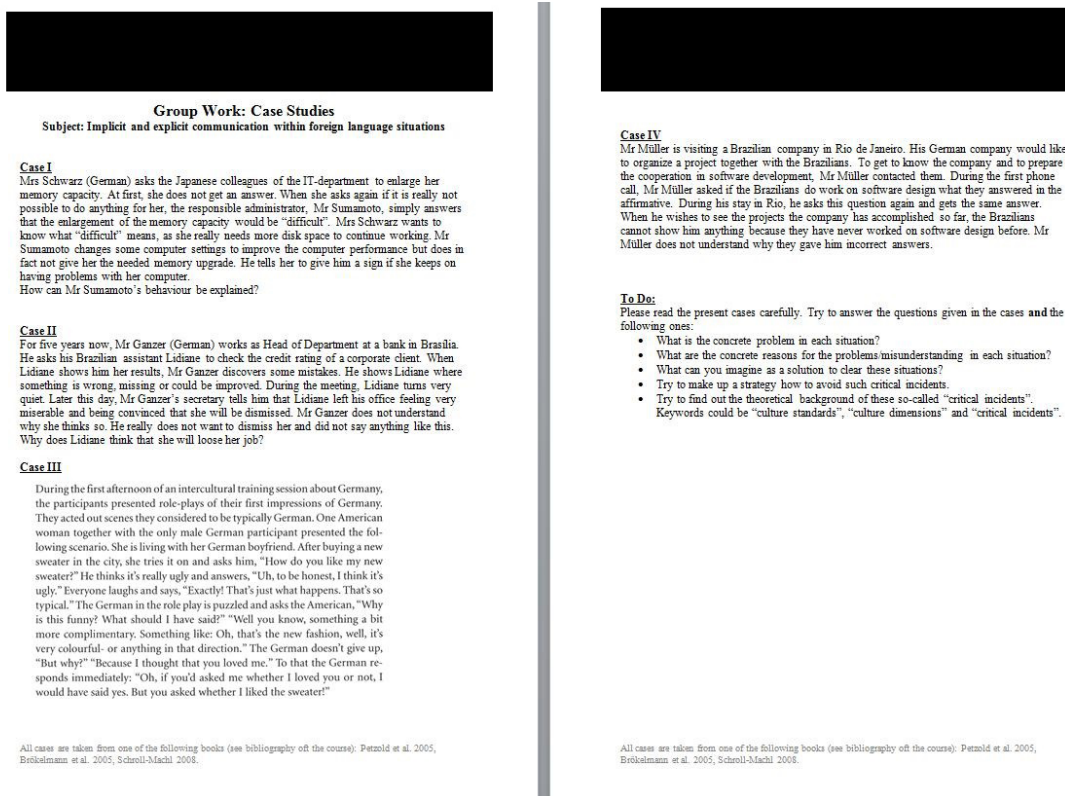 Group Work: Case Studies
Subject: Implicit and explicit communication within foreign language situations
Case I
Mrs Schwarz (German) asks the Japanese colleagues of the IT-department to enlarge her
memory capacity. At first, she does not get an answer. When she asks again if it is really not
possible to do anything for her, the responsible administrator, Mr Sumamoto, simply answers
that the enlargement of the memory capacity would be “difficult”. Mrs Schwarz wants to
know what “difficult” means, as she really needs more disk space to continue working. Mr
Sumamoto changes some computer settings to improve the computer performance but does in
fact not give her the needed memory upgrade. He tells her to give him a sign if she keeps on
having problems with her computer.
How can Mr Sumamoto’s behaviour be explained?
Case II
For five years now, Mr Ganzer (German) works as Head of Department at a bank in Brasilia.
He asks his Brazilian assistant Lidiane to check the credit rating of a corporate client. When
Lidiane shows him her results, Mr Ganzer discovers some mistakes. He shows Lidiane where
something is wrong, missing or could be improved. During the meeting, Lidiane turns very
quiet. Later this day, Mr Ganzer’s secretary tells him that Lidiane left his office feeling very
miserable and being convinced that she will be dismissed. Mr Ganzer does not understand
why she thinks so. He really does not want to dismiss her and did not say anything like this.
Why does Lidiane think that she will loose her job?
Case III
During the first afternoon of an intercultural training session about Germany,
the participants presented role-plays of their first impressions of Germany.
They acted out scenes they considered to be typically German. One American
woman together with the only male German participant presented the fol-
lowing scenario. She is living with her German boyfriend. After buying a new
sweater in the city, she tries it on and asks him, “How do you like my new
sweater?” He thinks it’s really ugly and answers, “Uh, to be honest, I think it’s
ugly.” Everyone laughs and says, “Exactly! That’s just what happens. That’s so
typical.” The German in the role play is puzzled and asks the American, “Why
is this funny? What should I have said?” “Well you know, something a bit
more complimentary. Something like: Oh, that’s the new fashion, well, it’s
very colourful- or anything in that direction.” The German doesn’t give up,
“But why?” “Because I thought that you loved me.” To that the German re-
sponds immediately: “Oh, if you’d asked me whether I loved you or not, I
would have said yes. But you asked whether I liked the sweater!”
All cases are taken from one of the following books (see bibliography oft the course): Petzold et al. 2005,
Brökelmann et al. 2005, Schroll-Machl 2008.
Case IV
Mr Müller is visiting a Brazilian company in Rio de Janeiro. His German company would like
to organize a project together with the Brazilians. To get to know the company and to prepare
the cooperation in software development, Mr Müller contacted them. During the first phone
call, Mr Müller asked if the Brazilians do work on software design what they answered in the
affirmative. During his stay in Rio, he asks this question again and gets the same answer.
When he wishes to see the projects the company has accomplished so far, the Brazilians
cannot show him anything because they have never worked on software design before. Mr
Müller does not understand why they gave him incorrect answers.
To Do:
Please read the present cases carefully. Try to answer the questions given in the cases and the
following ones:
• What is the concrete problem in each situation?
• What are the concrete reasons for the problems/misunderstanding in each situation?
• What can you imagine as a solution to clear these situations?
• Try to make up a strategy how to avoid such critical incidents.
• Try to find out the theoretical background of these so-called “critical incidents”.
Keywords could be “culture standards”, “culture dimensions” and “critical incidents”.
All cases are taken from one of the following books (see bibliography oft the course): Petzold et al. 2005,
Brökelmann et al. 2005, Schroll-Machl 2008.